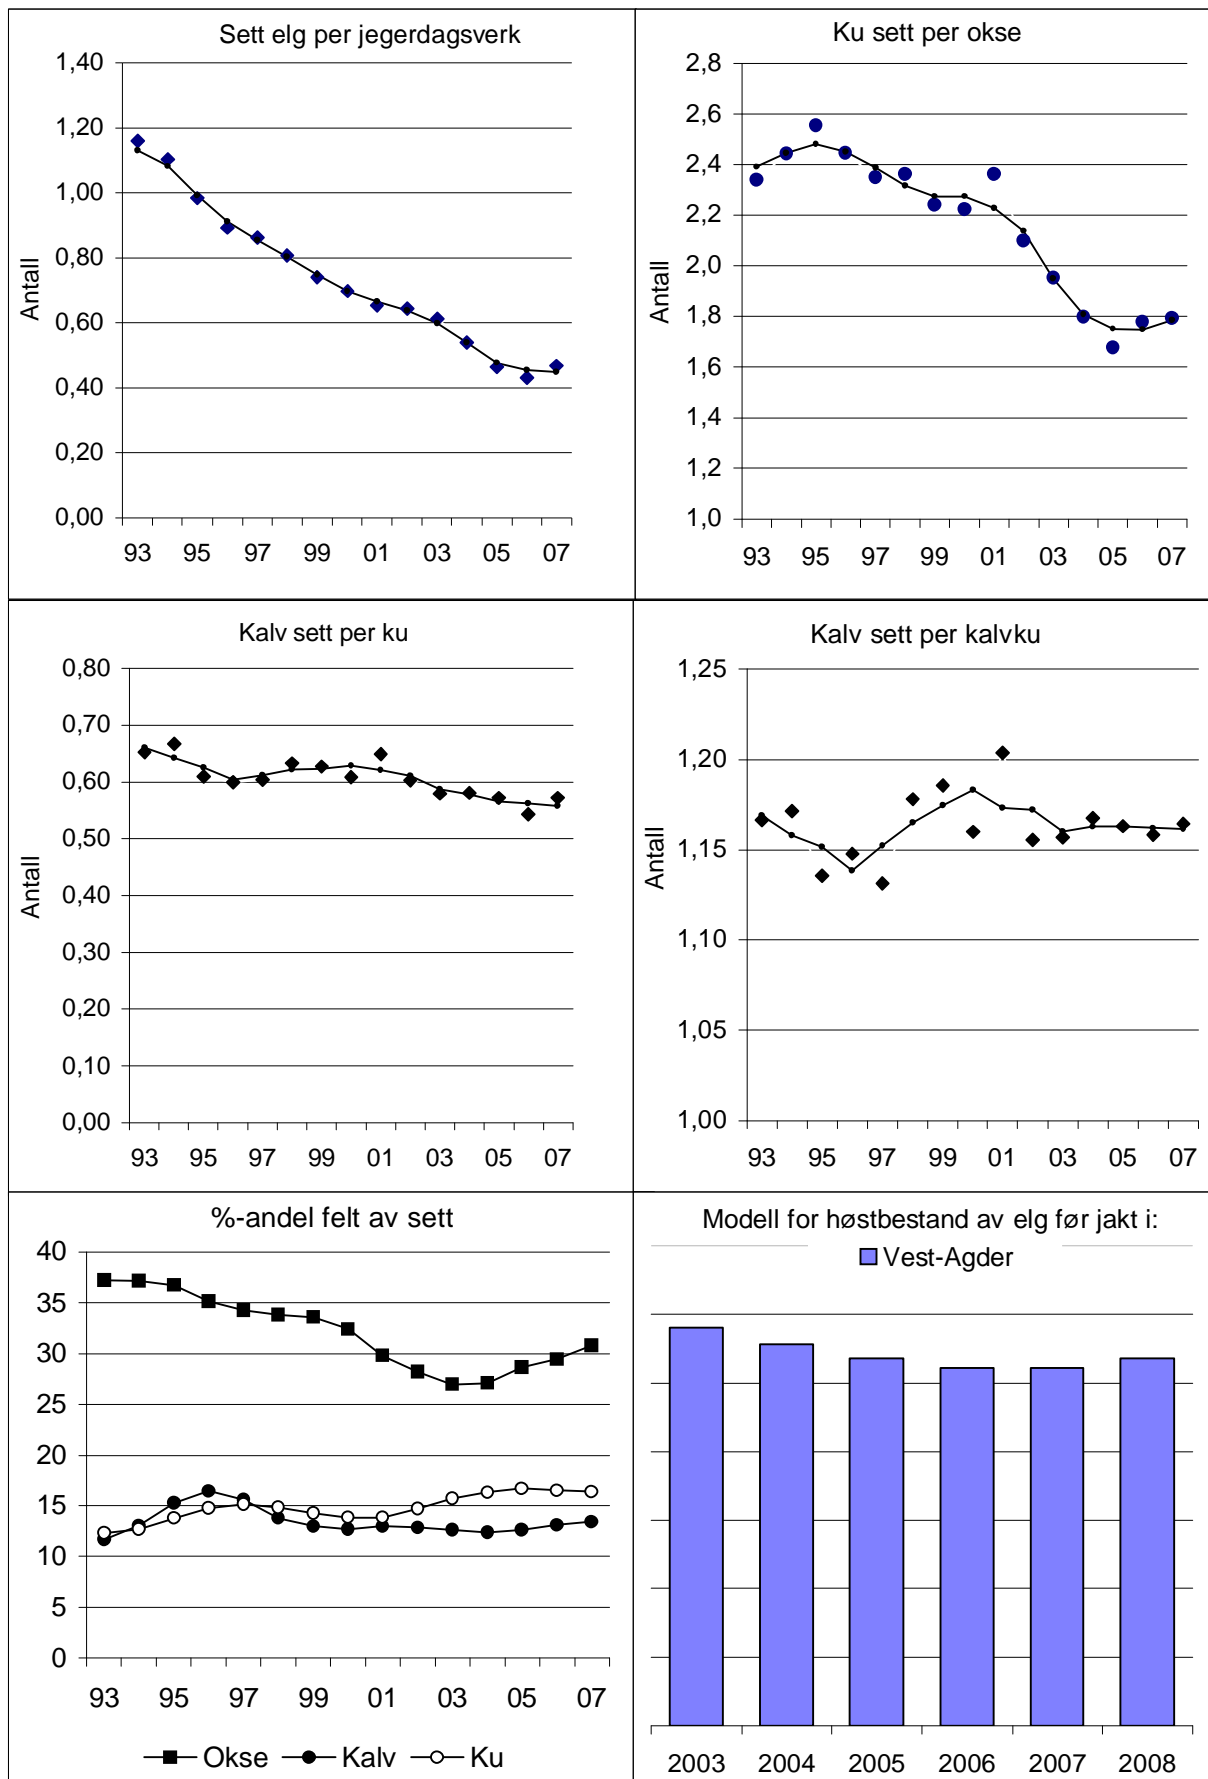 Sett elg per jegerdagsverk
1,40
1,20
1,00
0,80
0,60
0,40
0,20
0,00
Antall
93 95 97 99 01 03 05 07
Ku sett per okse
2,8
2,6
2,4
2,2
2,0
1,8
1,6
1,4
1,2
1,0
Antall
93 95 97 99 01 03 05 07
Kalv sett per ku
0,80
0,70
0,60
0,50
0,40
0,30
0,20
0,10
0,00
Antall
93 95 97 99 01 03 05 07
Kalv sett per kalvku
1,25
1,20
1,15
1,10
1,05
1,00
Antall
93 95 97 99 01 03 05 07
%-andel felt av sett
40
35
30
25
20
15
10
5
0
93 95 97 99 01 03 05 07
Okse Kalv Ku
Modell for høstbestand av elg før jakt i:
Vest-Agder
2003 2004 2005 2006 2007 2008